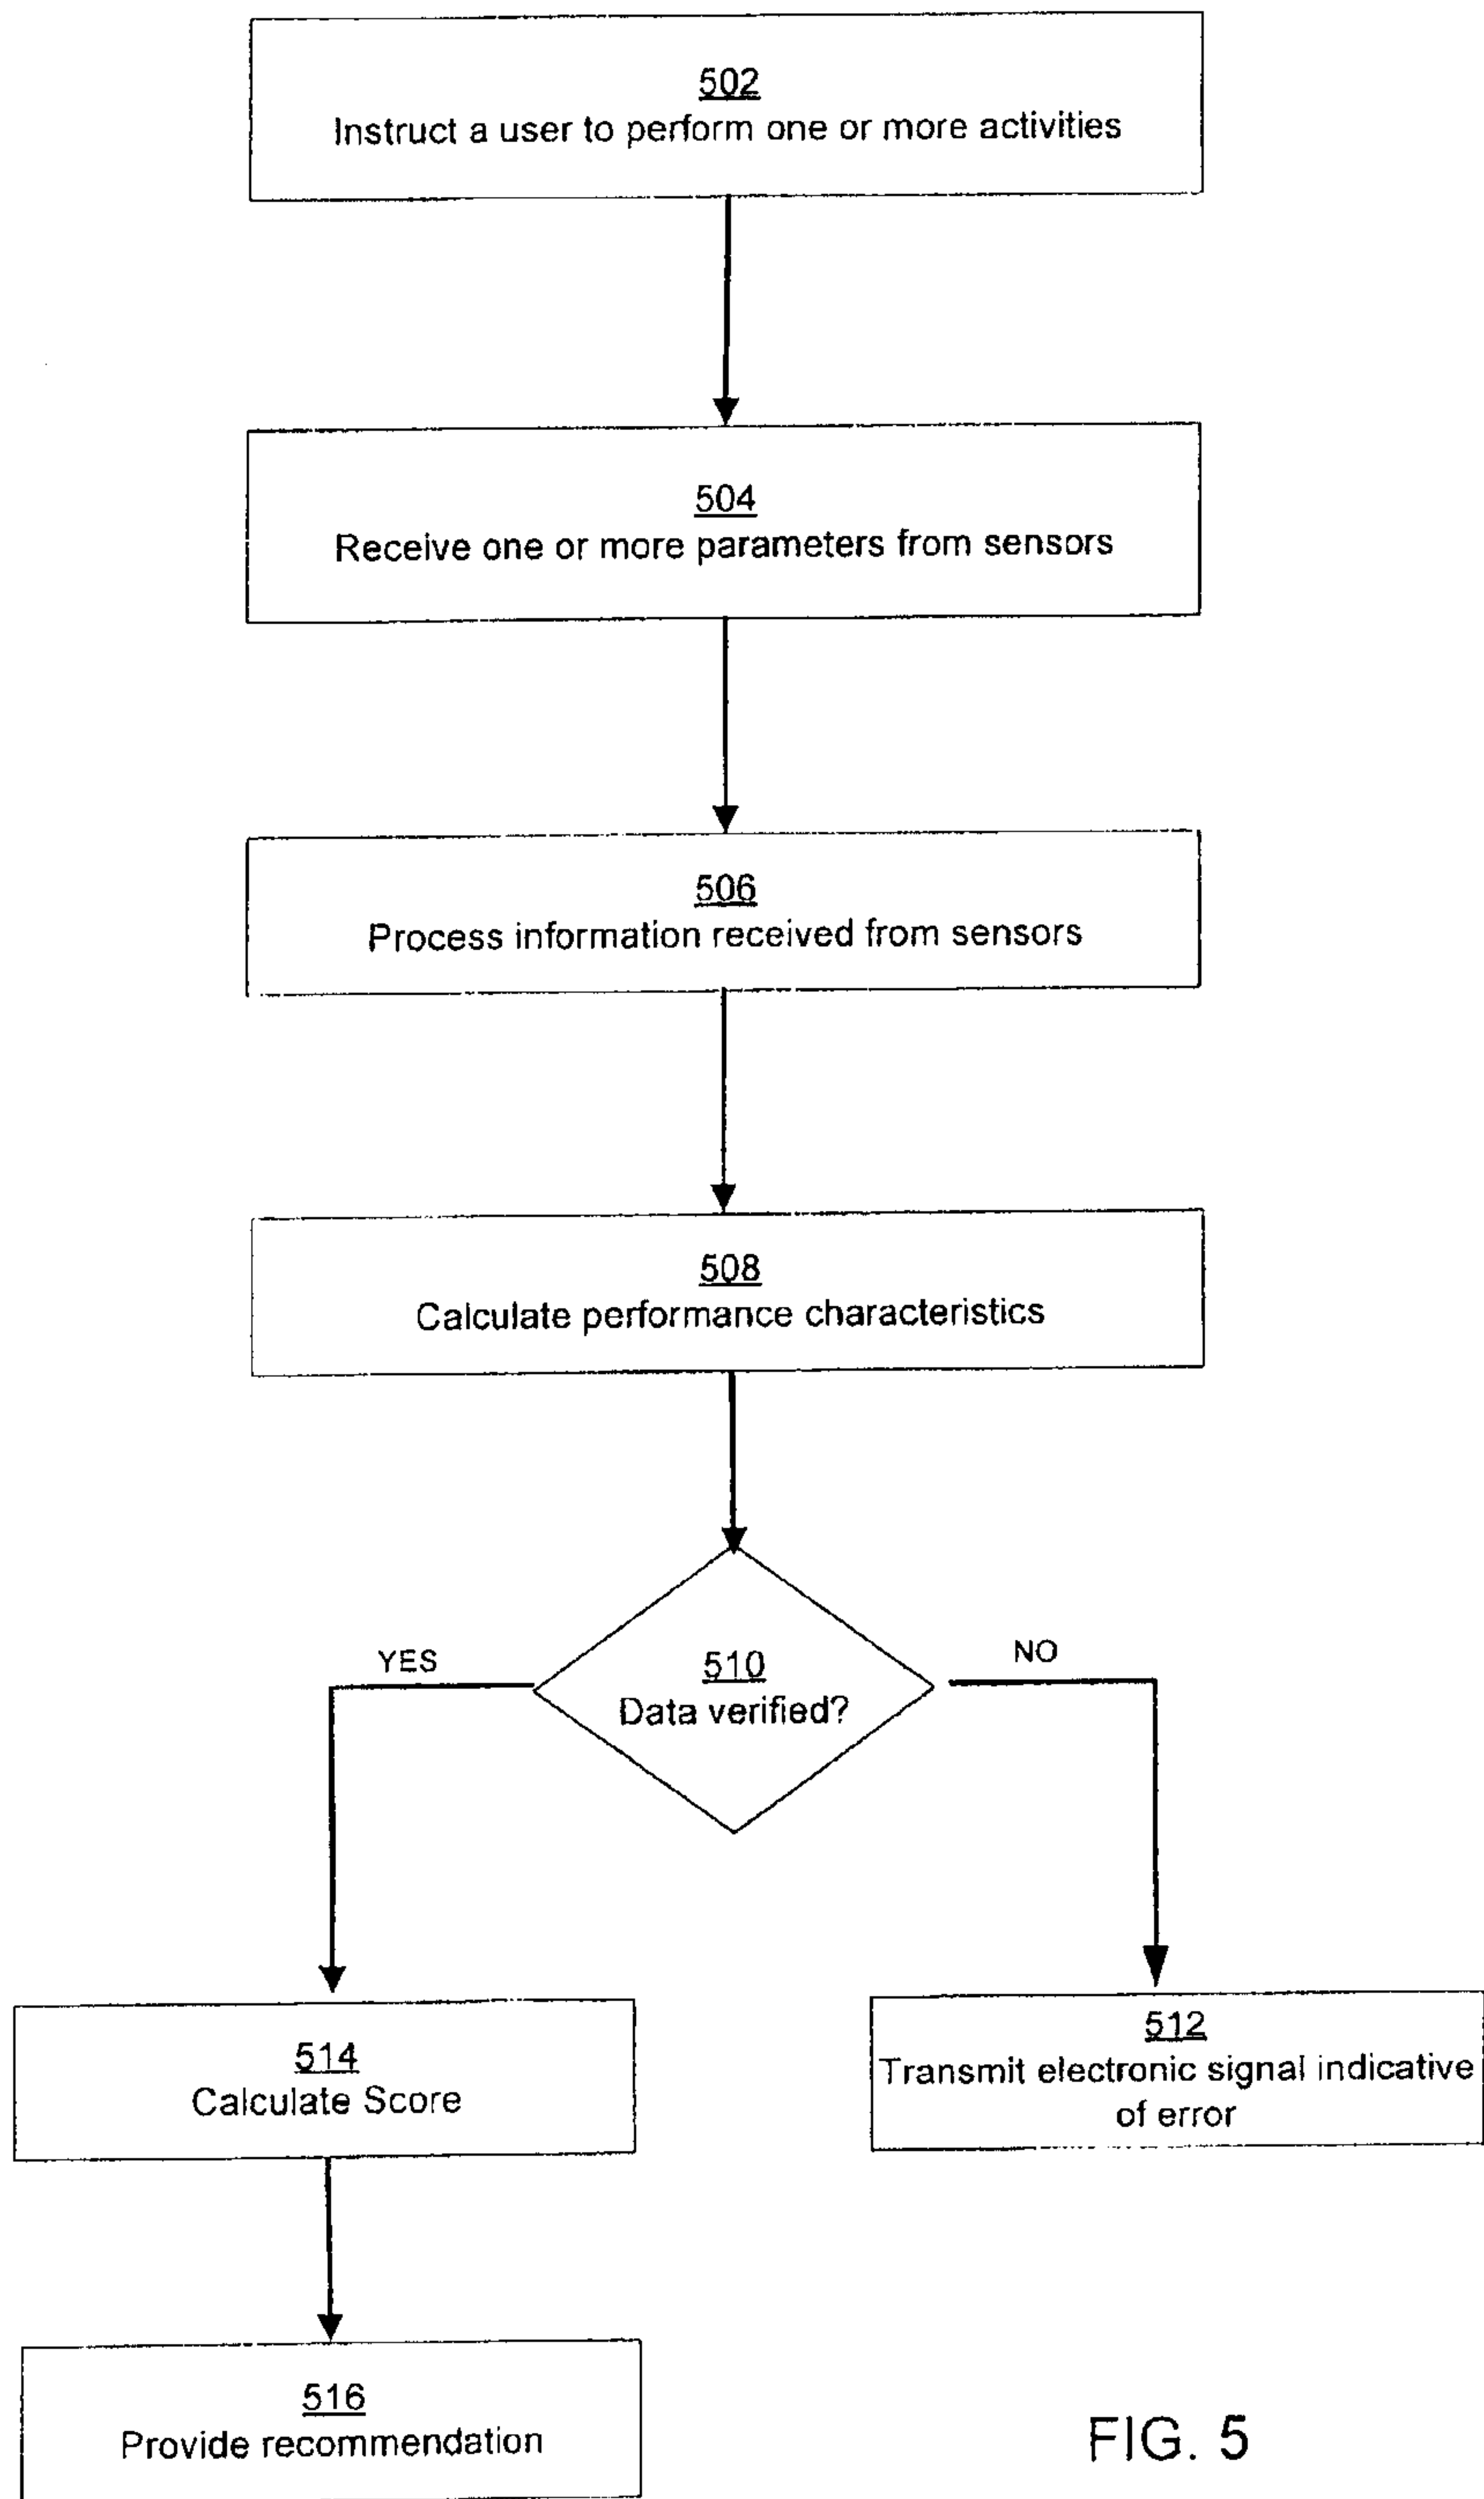 502
Instruct a user to perform one or more activities
504
Receive one or more parameters from sensors
506
Process information received from sensors
508
Calculate performance characteristics
510
Data verified?
YES
NO
514
Calculate Score
512
Transmit electronic signal indicative
of error
516
Provide recommendation
FIG. 5